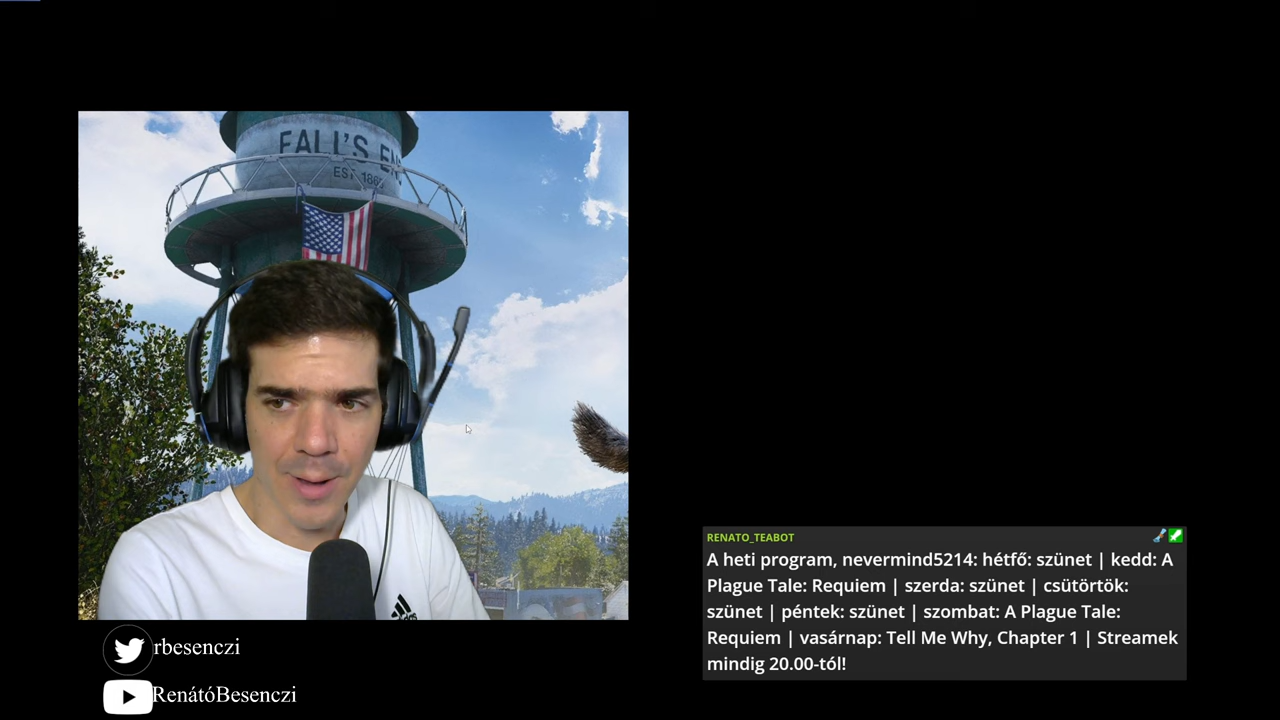 FALL'S END
EST 186
RENATO_TEABOT
A heti program, nevermind5214: hétfő: szünet | kedd: A
Plague Tale: Requiem | szerda: szünet | csütörtök:
szünet | péntek: szünet | szombat: A Plague Tale:
Requiem | vasárnap: Tell Me Why, Chapter 1 | Streamek
mindig 20.00-tól!
rbesenczi
RenátóBesenczi